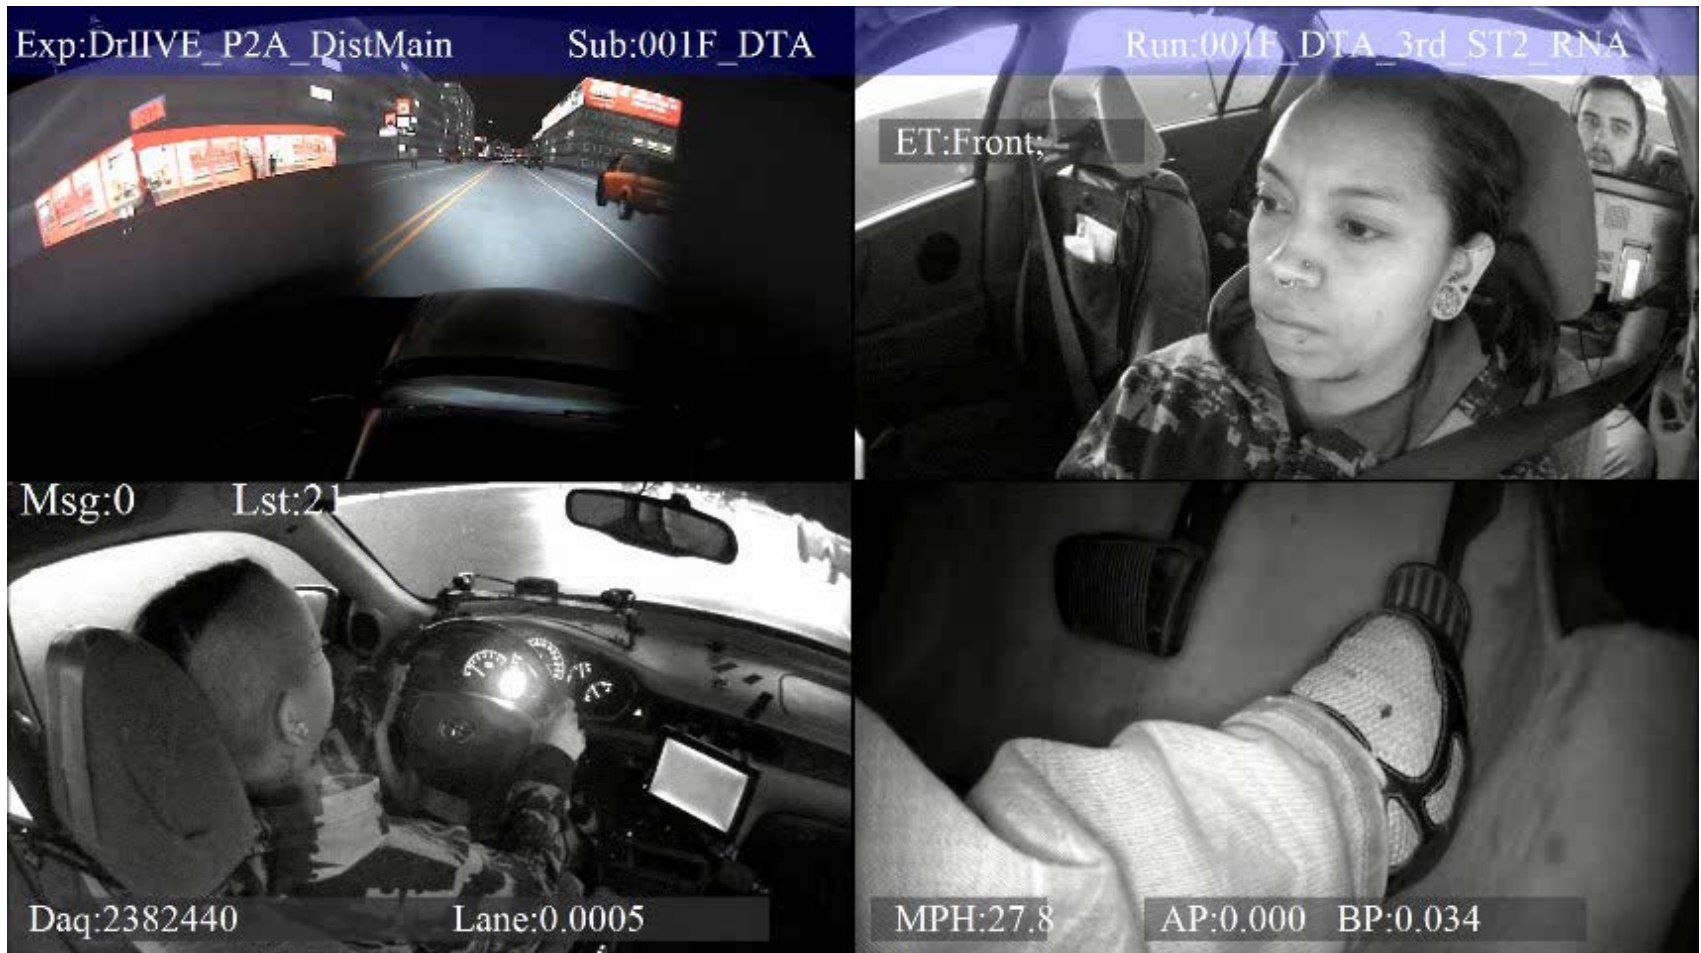 Exp:DrIIVE_P2A_DistMain Sub:001F_DTA
Run:001F_DTA_3rd_ST2_RNA
ET:Front;
Msg:0 Lst:21
Daq:2382440 Lane:0.0005
MPH:27.8 AP:0.000 BP:0.034